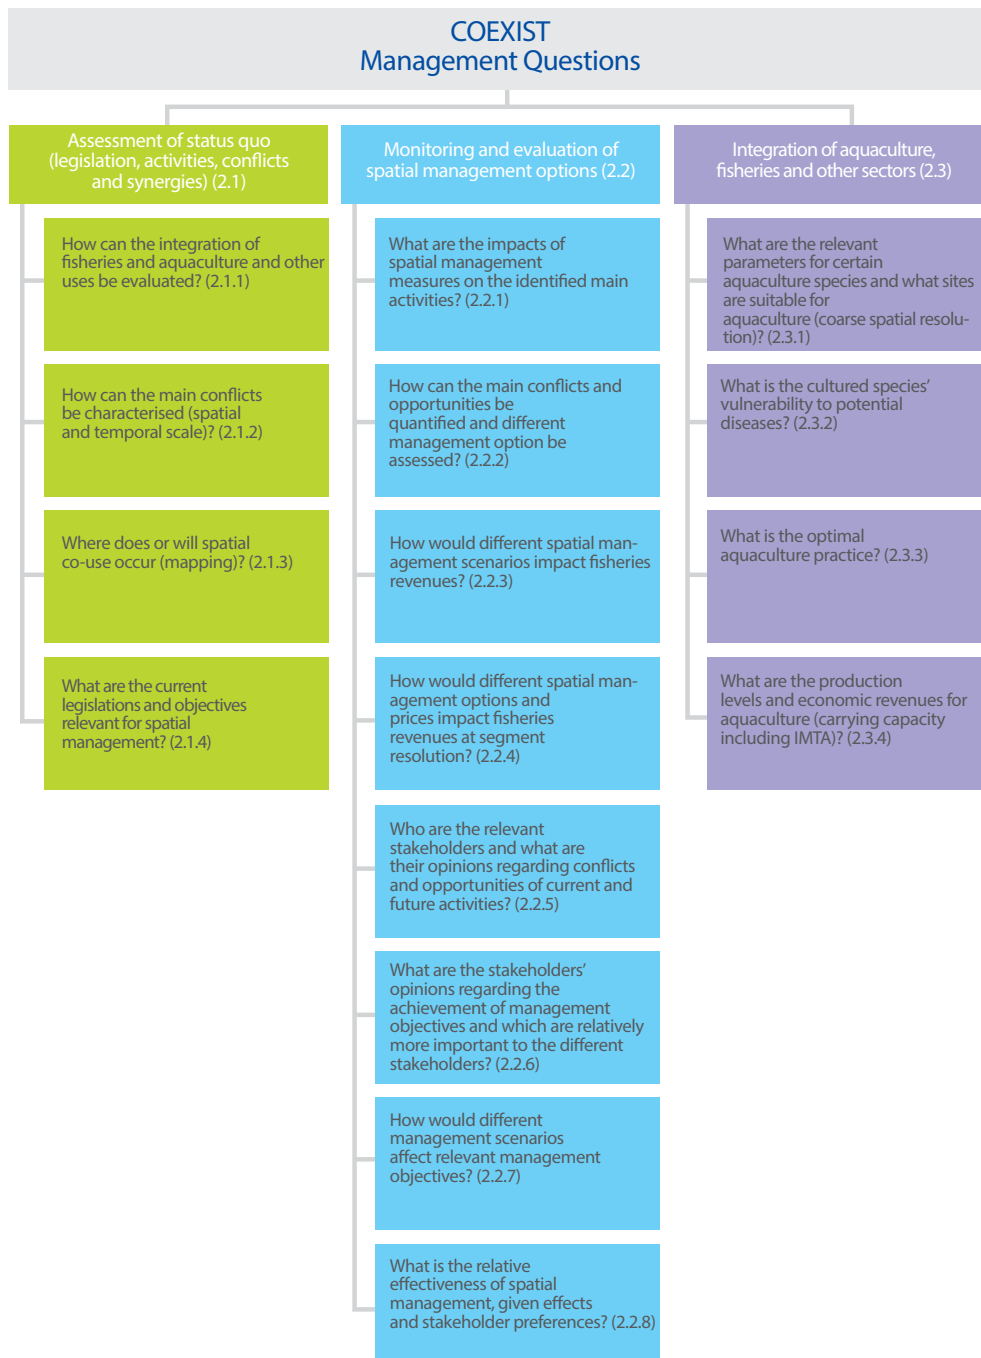 COEXIST
Management Questions
Assessment of status quo
(legislation, activities, conflicts
and synergies) (2.1)
How can the integration of
fisheries and aquaculture and other
uses be evaluated? (2.1.1)
How can the main conflicts
be characterised (spatial
and temporal scale)? (2.1.2)
Where does or will spatial
co-use occur (mapping)? (2.1.3)
What are the current
legislations and objectives
relevant for spatial
management? (2.1.4)
Monitoring and evaluation of
spatial management options (2.2)
What are the impacts of
spatial management
measures on the identified main
activities? (2.2.1)
How can the main conflicts and
opportunities be
quantified and different
management option be
assessed? (2.2.2)
How would different spatial man-
agement scenarios impact fisheries
revenues? (2.2.3)
How would different spatial man-
agement options and
prices impact fisheries
revenues at segment
resolution? (2.2.4)
Who are the relevant
stakeholders and what are
their opinions regarding conflicts
and opportunities of current and
future activities? (2.2.5)
What are the stakeholders’
opinions regarding the
achievement of management
objectives and which are relatively
more important to the different
stakeholders? (2.2.6)
How would different
management scenarios
affect relevant management
objectives? (2.2.7)
What is the relative
effectiveness of spatial
management, given effects
and stakeholder preferences? (2.2.8)
Integration of aquaculture,
fisheries and other sectors (2.3)
What are the relevant
parameters for certain
aquaculture species and what sites
are suitable for
aquaculture (coarse spatial resolu-
tion)? (2.3.1)
What is the cultured species’
vulnerability to potential
diseases? (2.3.2)
What is the optimal
aquaculture practice? (2.3.3)
What are the production
levels and economic revenues for
aquaculture (carrying capacity
including IMTA)? (2.3.4)